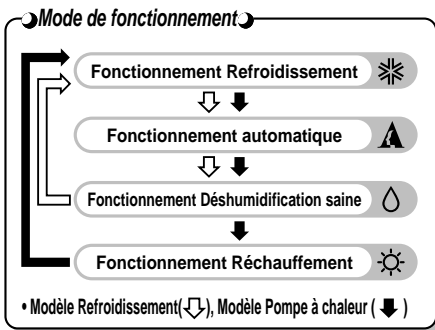 Mode de fonctionnement
Fonctionnement Refroidissement
Fonctionnement automatique
Fonctionnement Déshumidification saine
Fonctionnement Réchauffement
• Modèle Refroidissement(⇩), Modèle Pompe à chaleur (⬇)